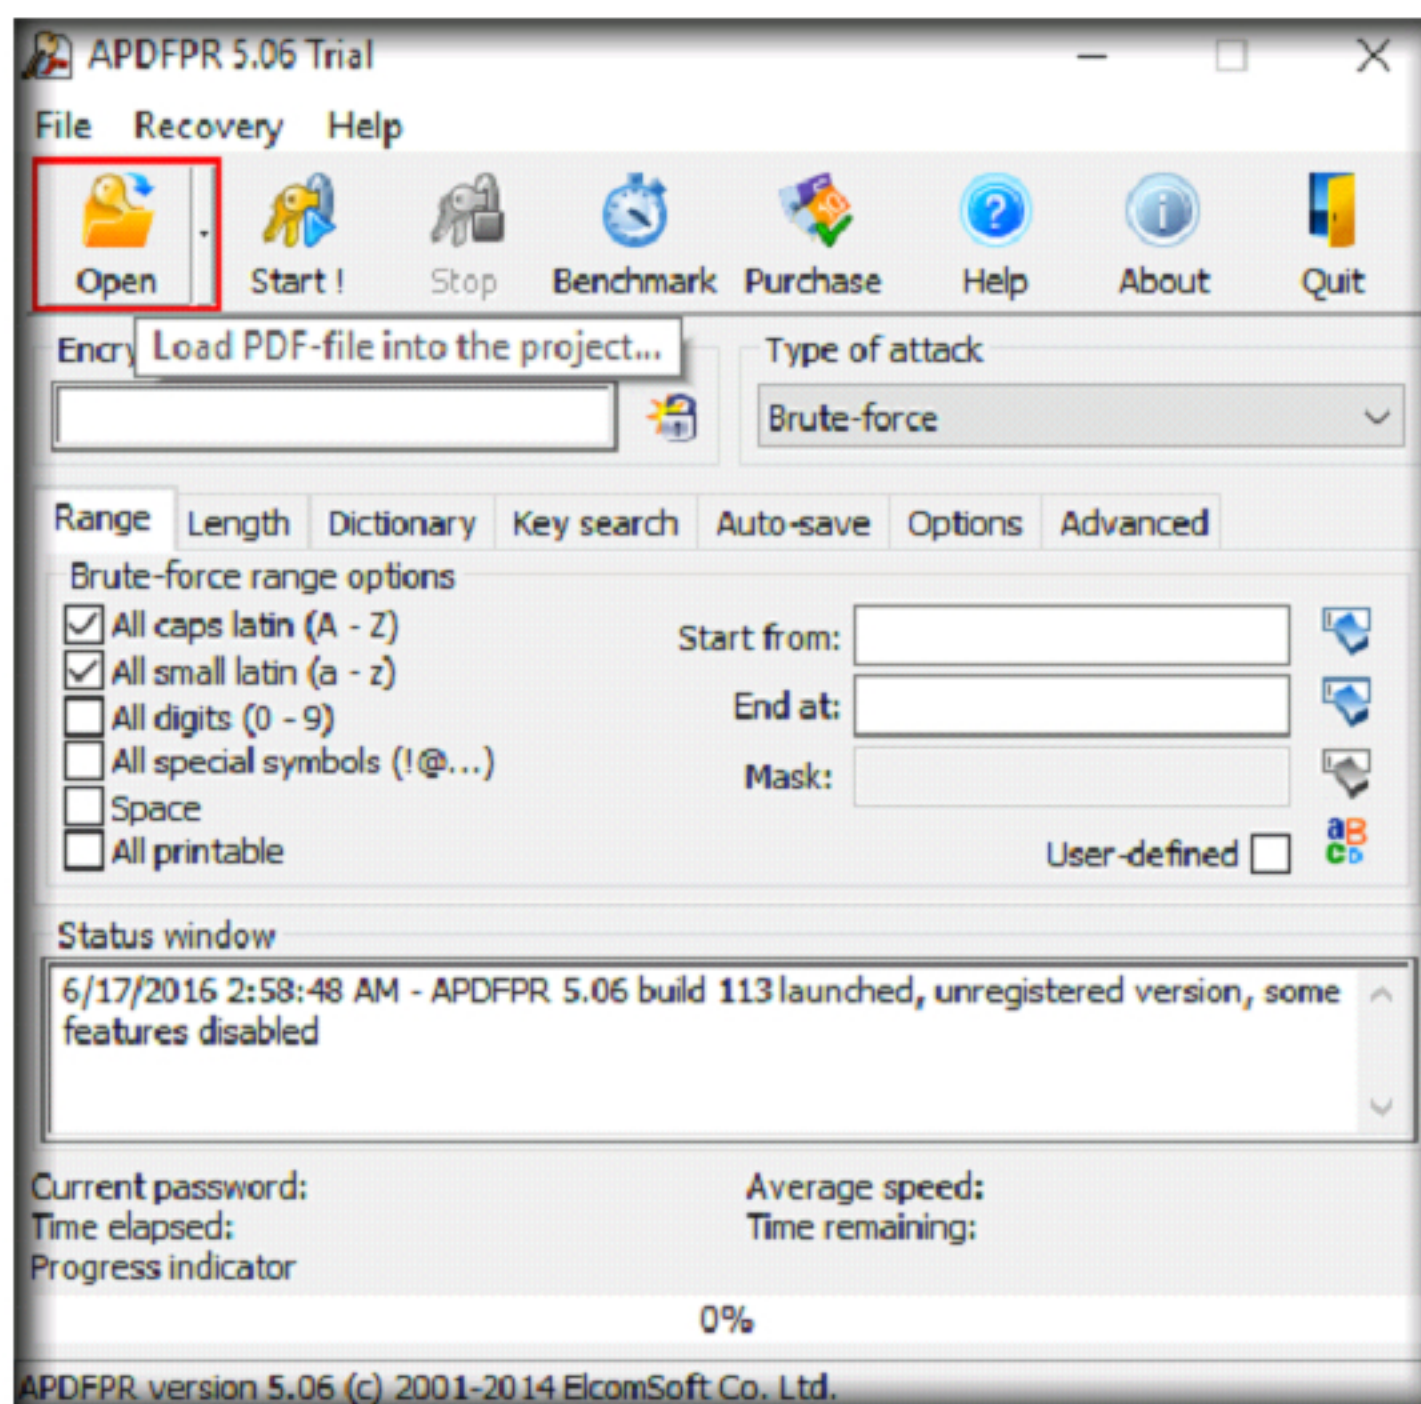 APDFPR 5.06 Trial
File Recovery Help
Open Start ! Stop Benchmark Purchase Help About Quit
Load PDF-file into the project...
Encry
Type of attack
Brute-force
Range Length Dictionary Key search Auto-save Options Advanced
Brute-force range options
All caps latin (A - Z)
All small latin (a - z)
All digits (0 - 9)
All special symbols (!@...)
Space
All printable
Start from:
End at:
Mask:
User-defined
Status window
6/17/2016 2:58:48 AM - APDFPR 5.06 build 113 launched, unregistered version, some
features disabled
Current password:
Average speed:
Time elapsed:
Time remaining:
Progress indicator
0%
APDFPR version 5.06 (c) 2001-2014 ElcomSoft Co. Ltd.